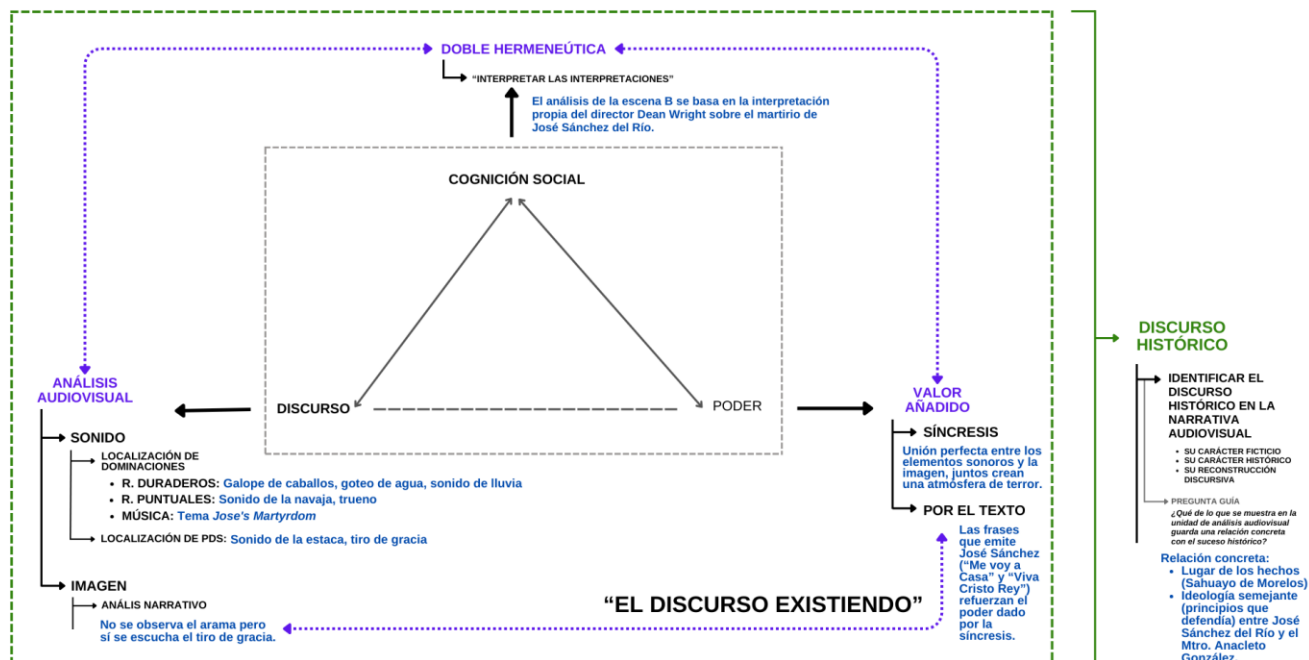 DOBLE HERMENEÚTICA
"INTERPRETAR LAS INTERPRETACIONES"
El análisis de la escena B se basa en la interpretación
propia del director Dean Wright sobre el martirio de
José Sánchez del Río.
COGNICIÓN SOCIAL
DISCURSO
PODER
ANÁLISIS
AUDIOVISUAL
SONIDO
LOCALIZACIÓN DE
DOMINACIONES
• R. DURADEROS: Galope de caballos, goteo de agua, sonido de lluvia
• R. PUNTUALES: Sonido de la navaja, trueno
• MÚSICA: Tema Jose's Martyrdom
LOCALIZACIÓN DE PDS: Sonido de la estaca, tiro de gracia
IMAGEN
ANÁLIS NARRATIVO
No se observa el arama pero
sí se escucha el tiro de gracia.
"EL DISCURSO EXISTIENDO"
VALOR
AÑADIDO
SÍNCRESIS
Unión perfecta entre los
elementos sonoros y la
imagen, juntos crean
una atmósfera de terror.
POR EL TEXTO
Las frases
que emite
José Sánchez
("Me voy a
Casa" y "Viva
Cristo Rey")
refuerzan el
poder dado
por la
síncresis.
DISCURSO
HISTÓRICO
IDENTIFICAR EL
DISCURSO
HISTÓRICO EN LA
NARRATIVA
AUDIOVISUAL
• SU CARÁCTER FICTICIO
• SU CARÁCTER HISTÓRICO
• SU RECONSTRUCCIÓN
DISCURSIVA
PREGUNTA GUÍA
¿Qué de lo que se muestra en la
unidad de análisis audiovisual
guarda una relación concreta
con el suceso histórico?
Relación concreta:
• Lugar de los hechos
(Sahuayo de Morelos)
• Ideología semejante
(principios que
defendía) entre José
Sánchez del Río y el
Mtro. Anacleto
González